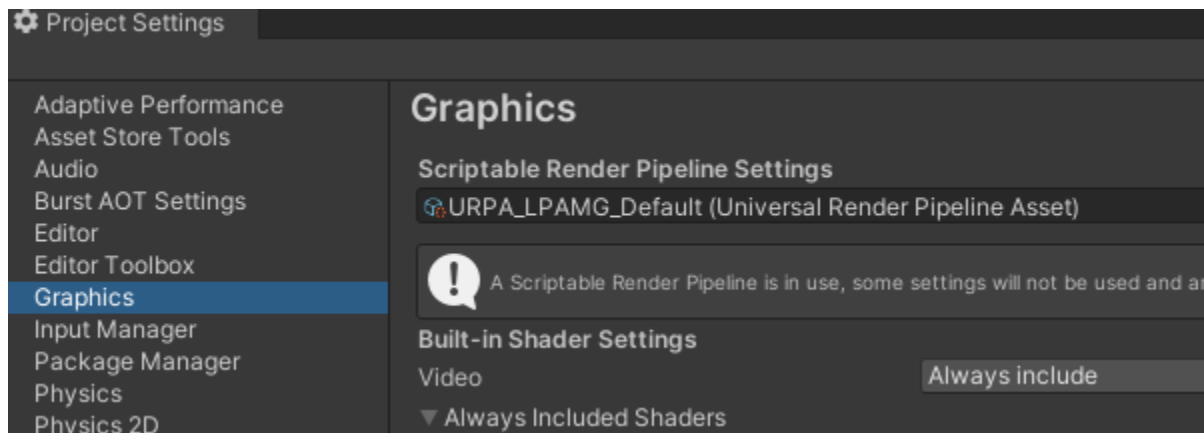 Project Settings
Adaptive Performance
Asset Store Tools
Audio
Burst AOT Settings
Editor
Editor Toolbox
Graphics
Input Manager
Package Manager
Physics
Physics 2D
Graphics
Scriptable Render Pipeline Settings
URPA_LPAMG_Default (Universal Render Pipeline Asset)
A Scriptable Render Pipeline is in use, some settings will not be used and
Built-in Shader Settings
Video
Always include
Always Included Shaders